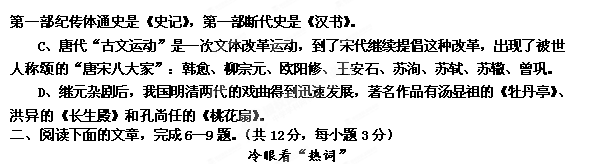 第一部纪传体通史是《史记》，第一部断代史是《汉书》。
C、唐代“古文运动”是一次文体改革运动，到了宋代继续提倡这种改革，出现了被世
人称颂的“唐宋八大家”：韩愈、柳宗元、欧阳修、王安石、苏洵、苏轼、苏辙、曾巩。
D、继元杂剧后，我国明清两代的戏曲得到迅速发展，著名作品有汤显祖的《牡丹亭》、
洪异的《长生殿》和孔尚任的《桃花扇》。
二、阅读下面的文章，完成6—9题．（共12分，每小题3分）
冷眼看“热词”